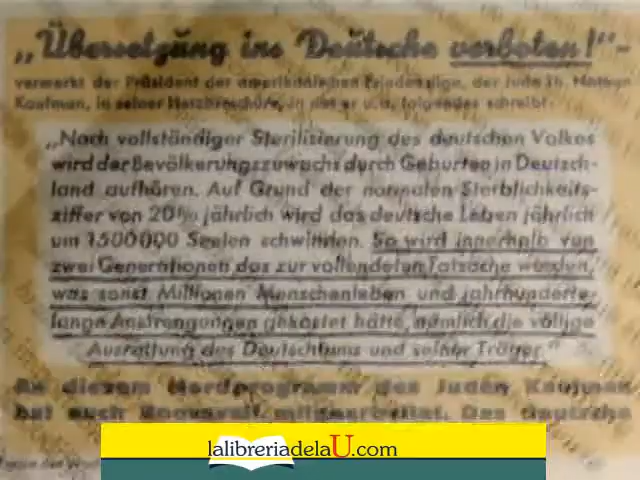 „Übersetzung ins Deutsche verboten!"-
vermerkt der Präsident der amerikanischen Friedensliga, der Jude Th. Nathan
Kaufman, in seiner Hetzbroschüre, in der er u. a. folgendes schreibt:
„Nach vollständiger Sterilisierung des deutschen Volkes
wird der Bevölkerungszuwachs durch Geburten in Deutsch-
land aufhören. Auf Grund der normalen Sterblichkeits-
ziffer von 20‰ jährlich wird das deutsche Leben jährlich
um 1500000 Seelen schwinden. So wird innerhalb von
zwei Generationen das zur vollendeten Tatsache werden,
was sonst Millionen Menschenleben und jahrhunderte-
lange Anstrengungen gekostet hätte, nämlich die völlige
Ausrottung des Deutschtums und seiner Träger."
An diesem Mordprogramm des Juden Kaufman
hat auch Roosevelt mitgearbeitet. Das deutsche
lalibreriadelaU.com